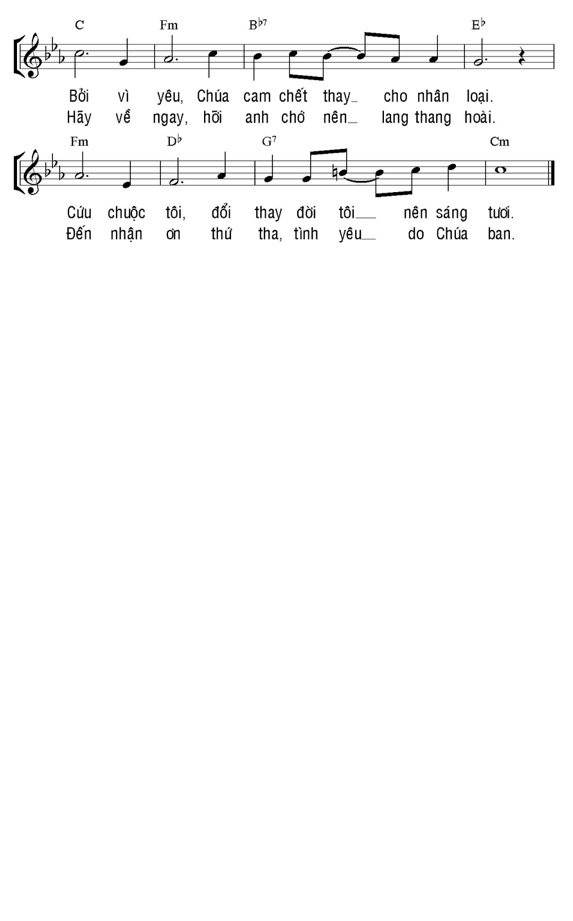 C Fm B♭7 E♭
Bởi vì yêu, Chúa cam chết thay_ cho nhân loại.
Hãy về ngay, hỡi anh chớ nên_ lang thang hoài.
Fm D♭ G7 Cm
Cứu chuộc tôi, đổi thay đời tôi_ nên sáng tươi.
Đến nhận ơn thứ tha, tình yêu_ do Chúa ban.